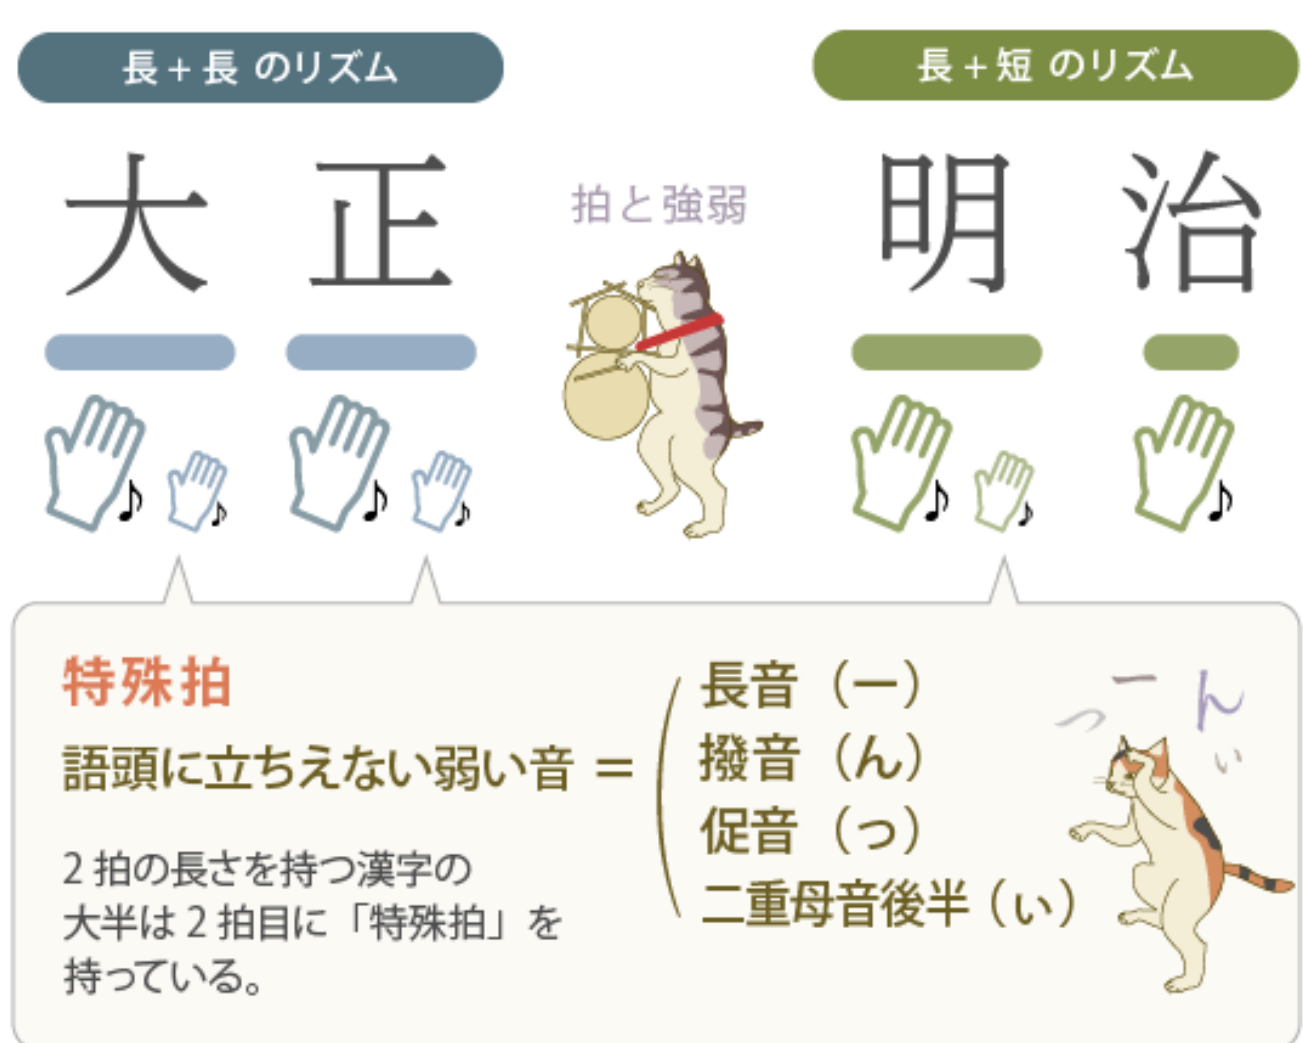 長+長 のリズム
長+短 のリズム
大 正
拍と強弱
明 治
特殊拍
語頭に立ちえない弱い音 =
長音（ー）
撥音（ん）
促音（っ）
二重母音後半（ぃ）
2 拍の長さを持つ漢字の
大半は 2 拍目に「特殊拍」を
持っている。
っ ー ん ぃ